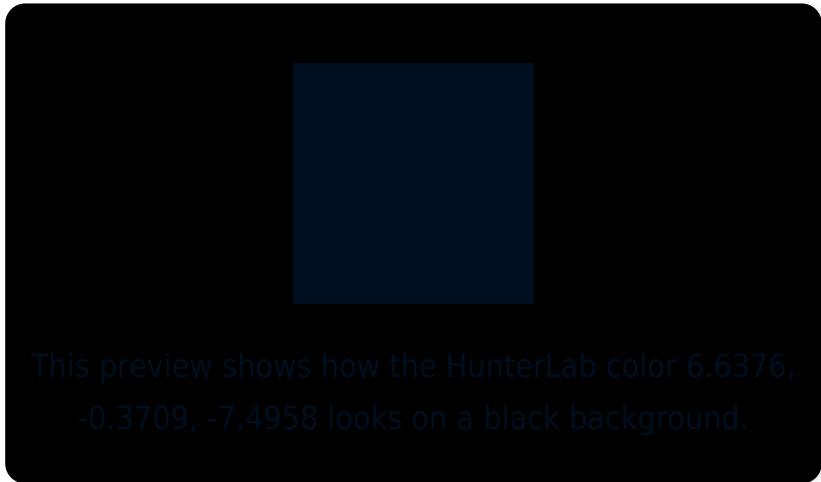 This preview shows how the HunterLab color 6.6376,
-0.3709, -7.4958 looks on a black background.